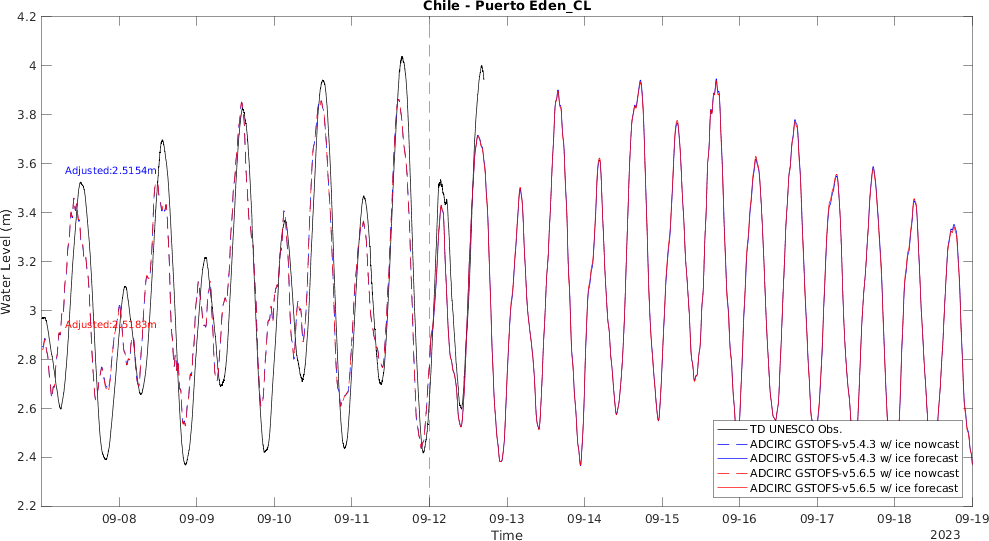 Chile - Puerto Eden_CL
4.2
4
3.8
3.6
3.4
3.2
3
2.8
2.6
2.4
2.2
Water Level (m)
Adjusted:2.5154m
Adjusted:2.5183m
TD UNESCO Obs.
ADCIRC GSTOFS-v5.4.3 w/ ice nowcast
ADCIRC GSTOFS-v5.4.3 w/ ice forecast
ADCIRC GSTOFS-v5.6.5 w/ ice nowcast
ADCIRC GSTOFS-v5.6.5 w/ ice forecast
09-08 09-09 09-10 09-11 09-12 09-13 09-14 09-15 09-16 09-17 09-18 09-19
Time
2023